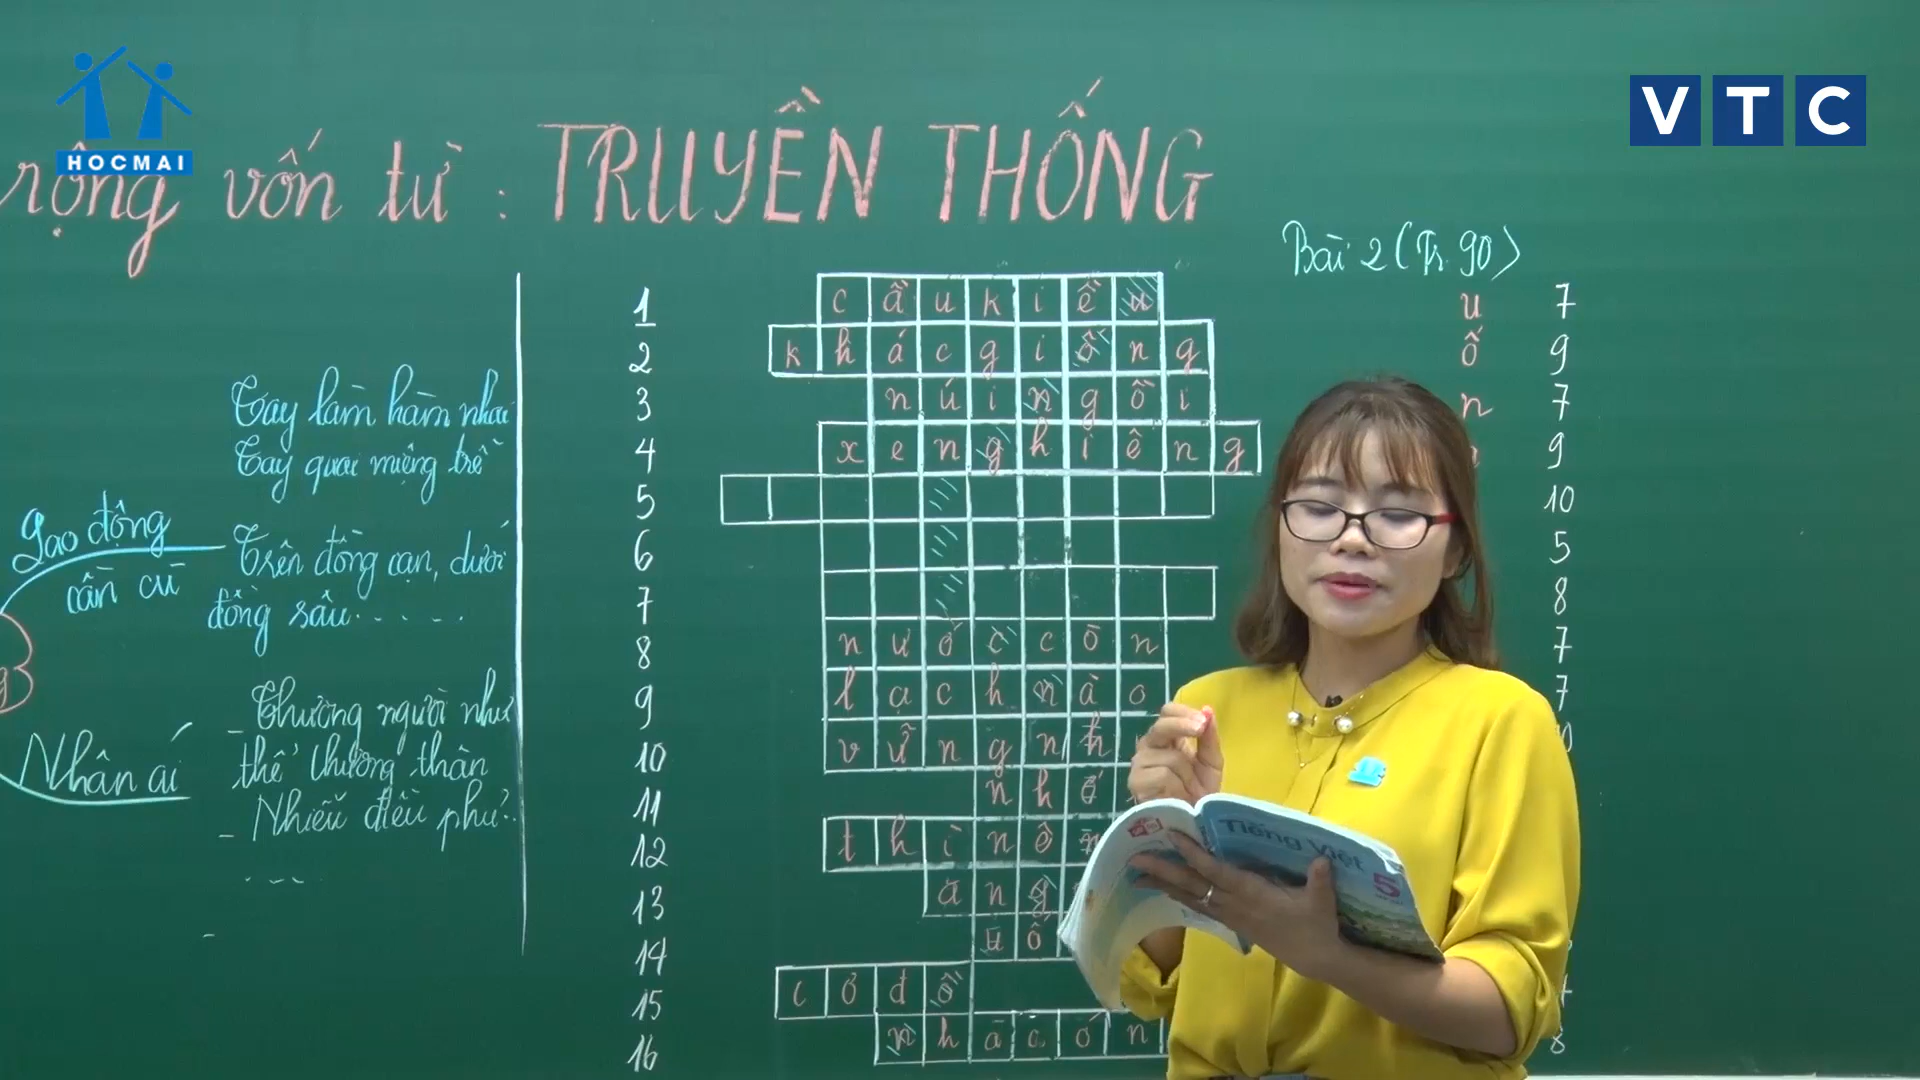 HOCMAI
VTC
rộng vốn từ : TRUYỀN THỐNG
Bài 2 (Tr 90)
Tay làm hàm nhai
Tay quai miệng trễ
Lao động
cần cù
Trên đồng cạn, dưới
đồng sâu.....
Nhân ái
- Thương người như
thể thương thân
- Nhiễu điều phủ..
...
1 c ầ u k i ề u u 7
2 k h á c g i ố n g ố 9
3 n ú i n g ồ i n 7
4 x e n g h i ê n g 9
5 10
6 5
7 8
8 n ư ớ c c ò n 7
9 l ạ c h n à o 7
10 v ữ n g n h
11 n h ớ
12 t h ì n ê n
13 ă n g
14 u ố
15 c ơ đ ồ
16 n h à c ó n 8
Tiếng Việt
5